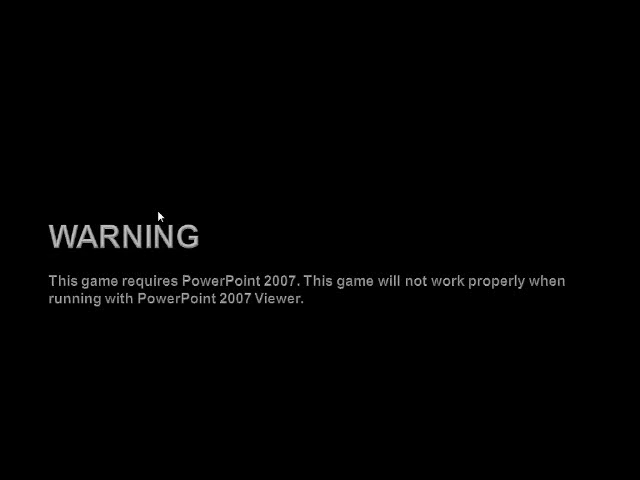 WARNING
This game requires PowerPoint 2007. This game will not work properly when
running with PowerPoint 2007 Viewer.